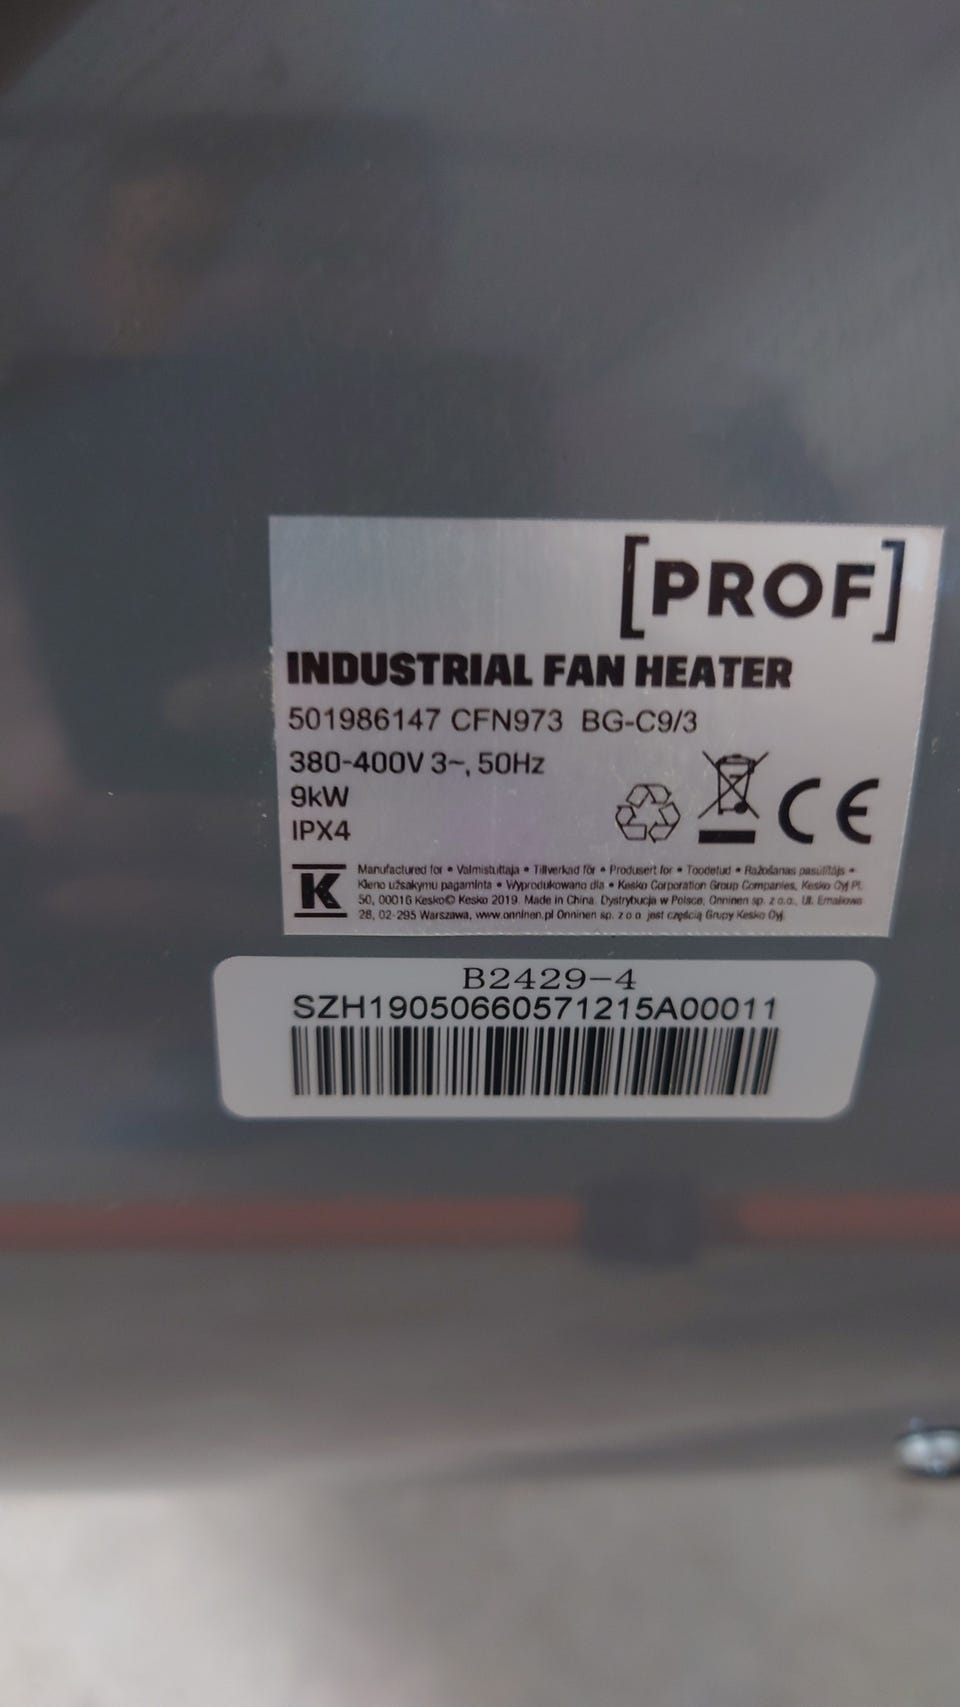 [PROF]
INDUSTRIAL FAN HEATER
501986147 CFN973 BG-C9/3
380-400V 3~, 50Hz
9kW
IPX4
CE
K
Manufactured for • Valmistuttaja • Tillverkad för • Produsert for • Toodetud • Ražošanas pasūtītājs •
Kieno užsakymu pagaminta • Wyprodukowano dla • Kesko Corporation Group Companies, Kesko Oyj PL
50, 00016 Kesko© Kesko 2019. Made in China. Dystrybucja w Polsce, Onninen sp. z o.o., Ul. Emaliowa
28, 02-295 Warszawa, www.onninen.pl Onninen sp. z o.o. jest częścią Grupy Kesko Oyj.
B2429-4
SZH19050660571215A00011